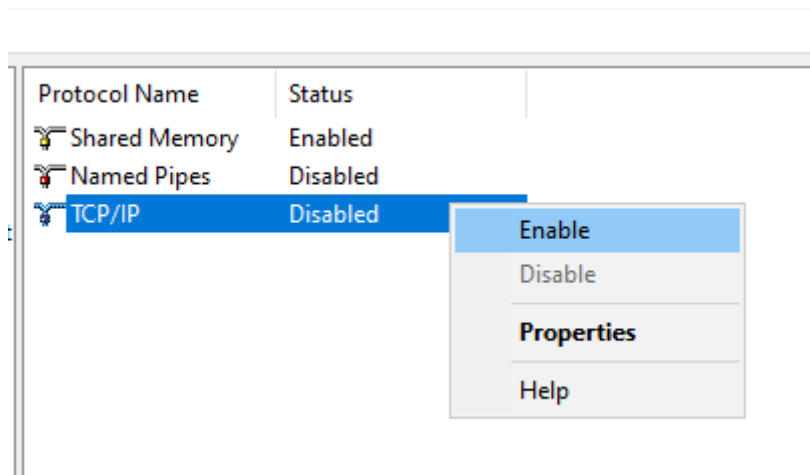 Protocol Name Status
Shared Memory Enabled
Named Pipes Disabled
TCP/IP Disabled
Enable
Disable
Properties
Help